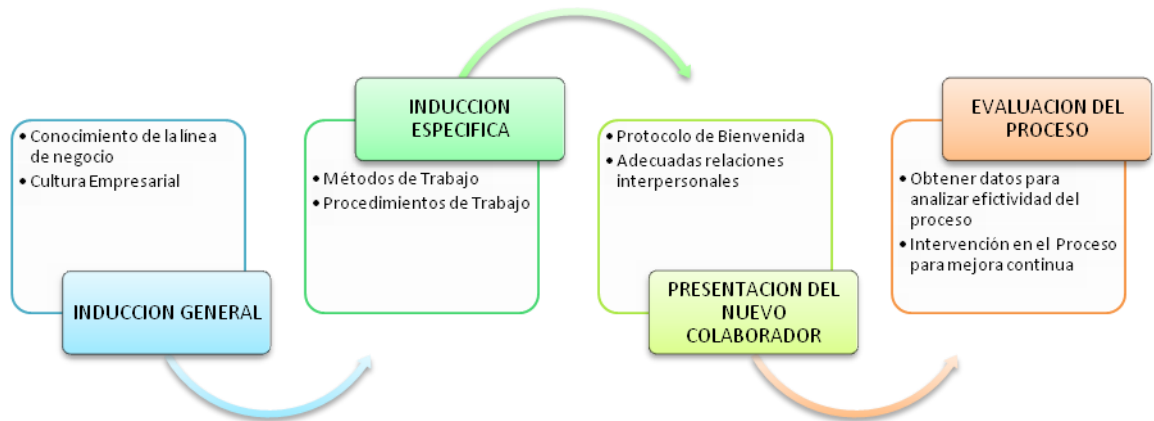 • Conocimiento de la línea
de negocio
• Cultura Empresarial
INDUCCION GENERAL
INDUCCION
ESPECIFICA
• Métodos de Trabajo
• Procedimientos de Trabajo
• Protocolo de Bienvenida
• Adecuadas relaciones
interpersonales
PRESENTACION DEL
NUEVO
COLABORADOR
EVALUACION DEL
PROCESO
• Obtener datos para
analizar efictividad del
proceso
• Intervención en el Proceso
para mejora continua